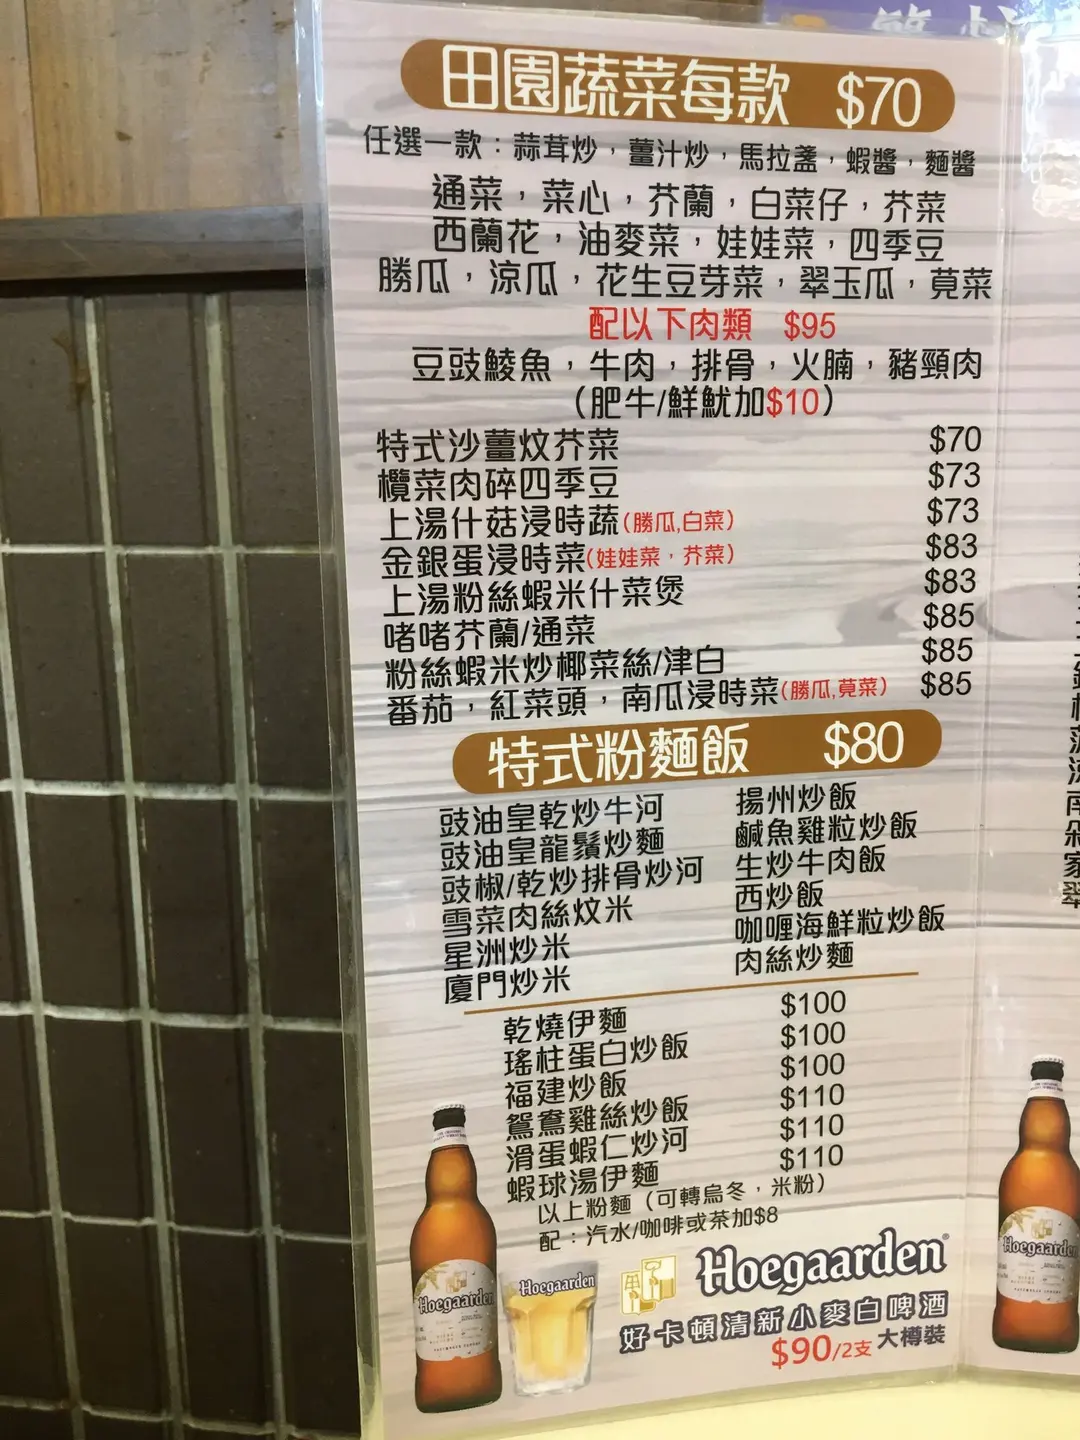 田園蔬菜每款 $70
任選一款：蒜茸炒，薑汁炒，馬拉盞，蝦醬，麵醬
通菜，菜心，芥蘭，白菜仔，芥菜
西蘭花，油麥菜，娃娃菜，四季豆
勝瓜，涼瓜，花生豆芽菜，翠玉瓜，莧菜
配以下肉類 $95
豆豉鯪魚，牛肉，排骨，火腩，豬頸肉
（肥牛/鮮魷加$10）
特式沙薑炆芥菜 $70
欖菜肉碎四季豆 $73
上湯什菇浸時蔬(勝瓜,白菜) $73
金銀蛋浸時菜(娃娃菜，芥菜) $83
上湯粉絲蝦米什菜煲 $83
啫啫芥蘭/通菜 $85
粉絲蝦米炒椰菜絲/津白 $85
番茄，紅菜頭，南瓜浸時菜(勝瓜,莧菜) $85
特式粉麵飯 $80
豉油皇乾炒牛河 揚州炒飯
豉油皇龍鬚炒麵 鹹魚雞粒炒飯
豉椒/乾炒排骨炒河 生炒牛肉飯
雪菜肉絲炆米 西炒飯
星洲炒米 咖喱海鮮粒炒飯
廈門炒米 肉絲炒麵
乾燒伊麵 $100
瑤柱蛋白炒飯 $100
福建炒飯 $100
鴛鴦雞絲炒飯 $110
滑蛋蝦仁炒河 $110
蝦球湯伊麵 $110
以上粉麵（可轉烏冬，米粉）
配：汽水/咖啡或茶加$8
Hoegaarden
好卡頓清新小麥白啤酒
$90/2支 大樽裝
Hoegaarden
Hoegaarden
Hoegaarden